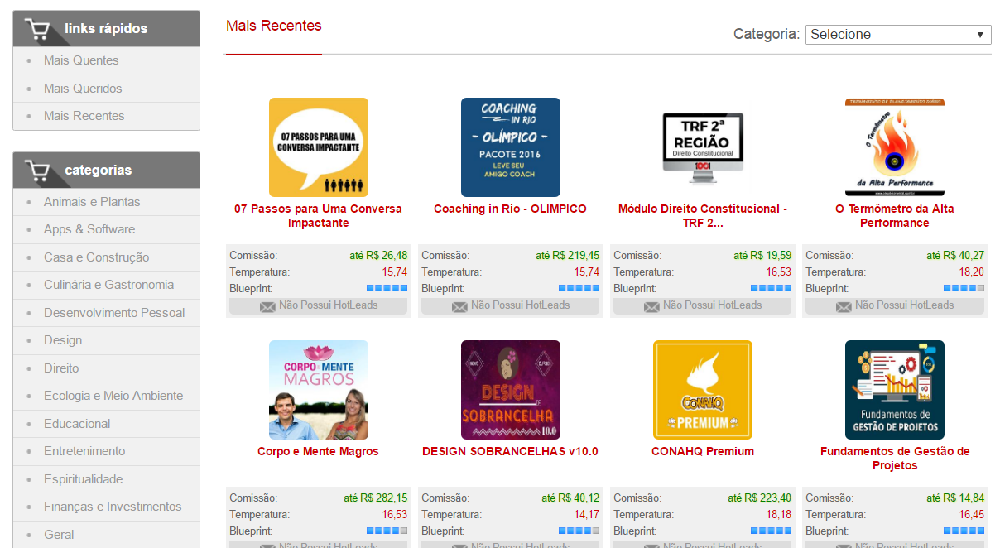 links rápidos
Mais Quentes
Mais Queridos
Mais Recentes
categorias
Animais e Plantas
Apps & Software
Casa e Construção
Culinária e Gastronomia
Desenvolvimento Pessoal
Design
Direito
Ecologia e Meio Ambiente
Educacional
Entretenimento
Espiritualidade
Finanças e Investimentos
Geral
Mais Recentes
Categoria: Selecione
07 PASSOS PARA UMA
CONVERSA IMPACTANTE
07 Passos para Uma Conversa
Impactante
Comissão: até R$ 26,48
Temperatura: 15,74
Blueprint:
Não Possui HotLeads
COACHING
IN RIO
- OLÍMPICO -
PACOTE 2016
LEVE SEU
AMIGO COACH
Coaching in Rio - OLIMPICO
Comissão: até R$ 219,45
Temperatura: 15,74
Blueprint:
Não Possui HotLeads
TRF 2ª
REGIÃO
Direito Constitucional
1001
Módulo Direito Constitucional -
TRF 2...
Comissão: até R$ 19,59
Temperatura: 16,53
Blueprint:
Não Possui HotLeads
TREINAMENTO DE PLANEJAMENTO DIÁRIO
O Termômetro
da Alta Performance
O Termômetro da Alta
Performance
Comissão: até R$ 40,27
Temperatura: 18,20
Blueprint:
Não Possui HotLeads
CORPO E MENTE
MAGROS
Corpo e Mente Magros
Comissão: até R$ 282,15
Temperatura: 16,53
Blueprint:
Não Possui HotLeads
NOVO CURSO
DESIGN
DE
SOBRANCELHA
10.0
DESIGN SOBRANCELHAS v10.0
Comissão: até R$ 40,12
Temperatura: 14,17
Blueprint:
Não Possui HotLeads
CONAHQ
PREMIUM
CONAHQ Premium
Comissão: até R$ 223,40
Temperatura: 18,18
Blueprint:
Não Possui HotLeads
Fundamentos de
GESTÃO DE PROJETOS
Fundamentos de Gestão de
Projetos
Comissão: até R$ 14,84
Temperatura: 16,45
Blueprint:
Não Possui HotLeads